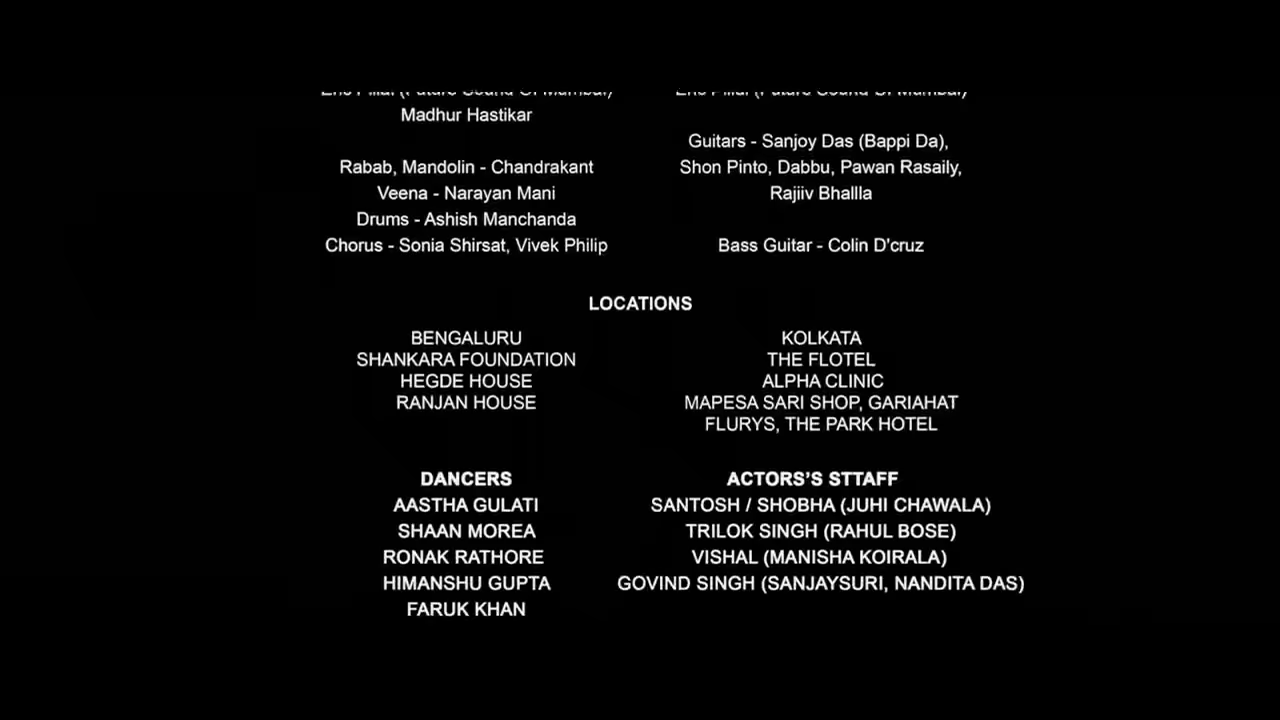 Madhur Hastikar
Rabab, Mandolin - Chandrakant
Veena - Narayan Mani
Drums - Ashish Manchanda
Chorus - Sonia Shirsat, Vivek Philip
Guitars - Sanjoy Das (Bappi Da),
Shon Pinto, Dabbu, Pawan Rasaily,
Rajiiv Bhallla
Bass Guitar - Colin D'cruz
LOCATIONS
BENGALURU
SHANKARA FOUNDATION
HEGDE HOUSE
RANJAN HOUSE
KOLKATA
THE FLOTEL
ALPHA CLINIC
MAPESA SARI SHOP, GARIAHAT
FLURYS, THE PARK HOTEL
DANCERS
AASTHA GULATI
SHAAN MOREA
RONAK RATHORE
HIMANSHU GUPTA
FARUK KHAN
ACTORS’S STTAFF
SANTOSH / SHOBHA (JUHI CHAWALA)
TRILOK SINGH (RAHUL BOSE)
VISHAL (MANISHA KOIRALA)
GOVIND SINGH (SANJAYSURI, NANDITA DAS)